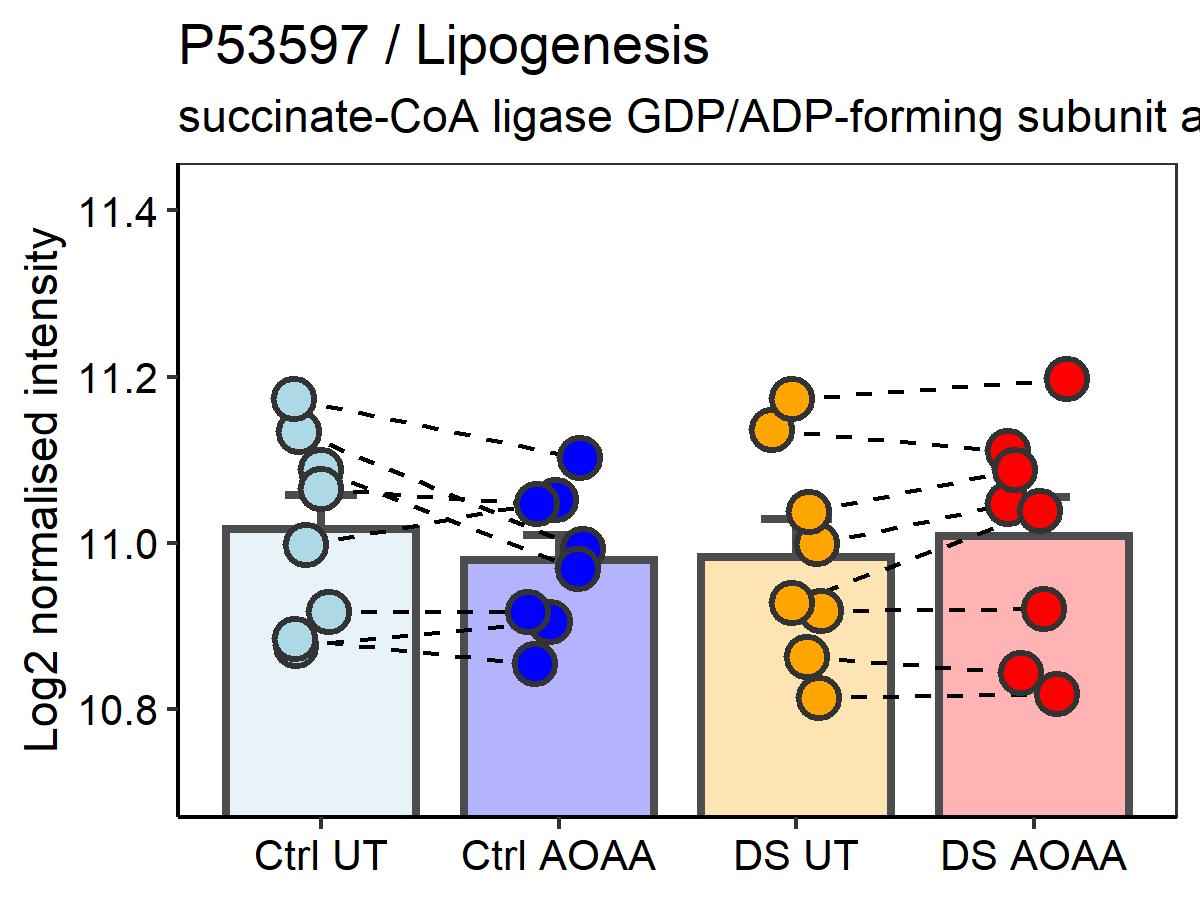 P53597 / Lipogenesis
succinate-CoA ligase GDP/ADP-forming subunit a
Log2 normalised intensity
11.4
11.2
11.0
10.8
Ctrl UT
Ctrl AOAA
DS UT
DS AOAA